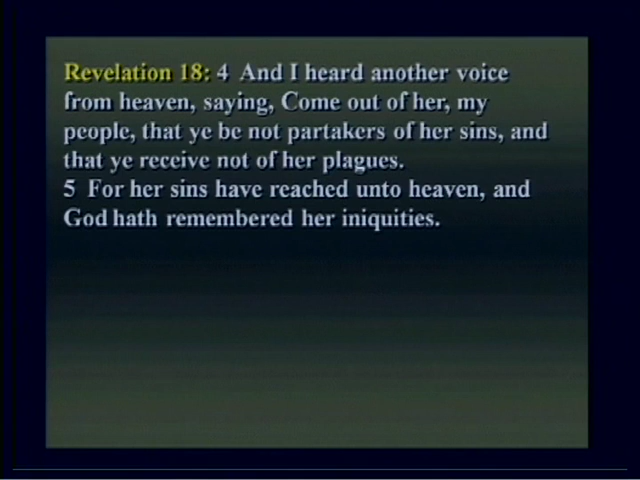 Revelation 18: 4 And I heard another voice
from heaven, saying, Come out of her, my
people, that ye be not partakers of her sins, and
that ye receive not of her plagues.
5 For her sins have reached unto heaven, and
God hath remembered her iniquities.